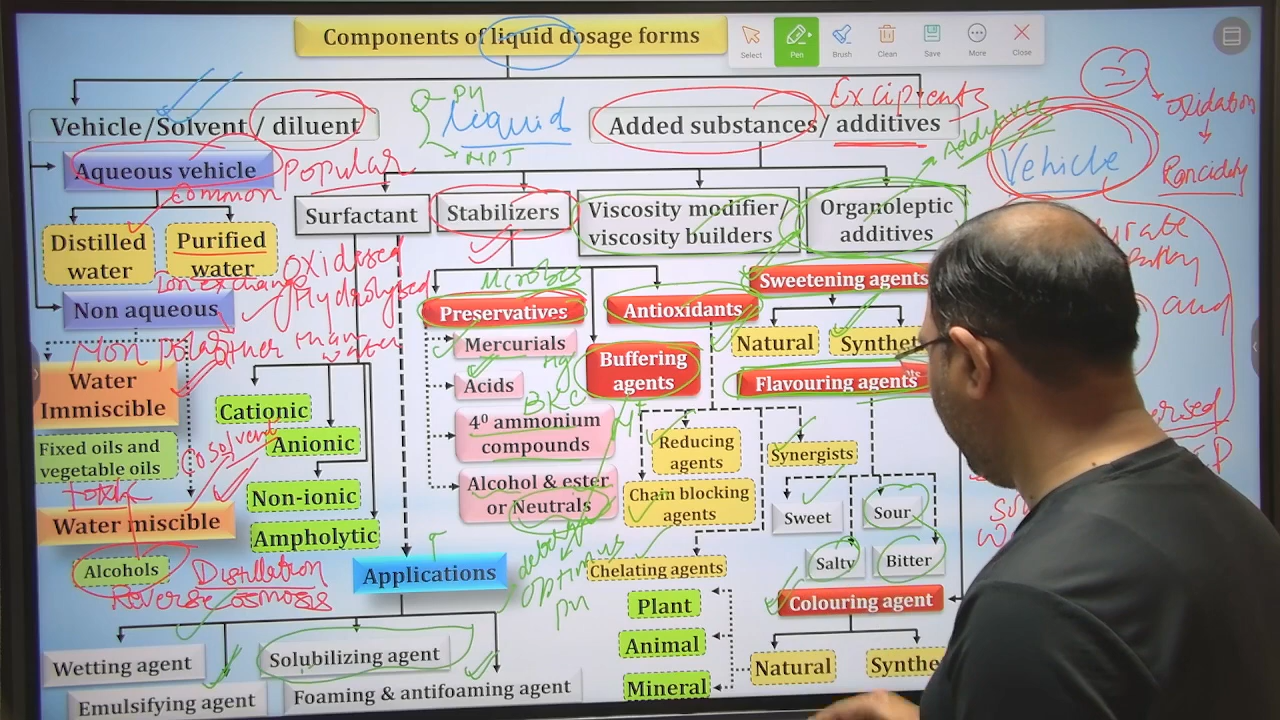 Components of liquid dosage forms
Select
Pen
Brush
Clean
Save
More
Close
Vehicle/Solvent / diluent
Liquid
Added substances/ additives
Excipients
Additives
Vehicle
Oxidation
Rancidity
Aqueous vehicle
popular
common
Distilled water
Purified water
Ion exchange
Oxidised
Hydrolysed
Non aqueous
Non polar
other than water
Water Immiscible
Fixed oils and vegetable oils
Cosolvent
Water miscible
Alcohols
Distillation
Reverse osmosis
Surfactant
Stabilizers
Viscosity modifier/ viscosity builders
Organoleptic additives
Cationic
Anionic
Non-ionic
Ampholytic
Applications
Wetting agent
Emulsifying agent
Solubilizing agent
Foaming & antifoaming agent
Microbes
Preservatives
Mercurials
Hg
Acids
BKC
4⁰ ammonium compounds
Alcohol & ester or Neutrals
Buffering agents
optimum
pH
Antioxidants
Reducing agents
Chain blocking agents
Synergists
Chelating agents
Sweetening agents
Natural
Synthet
Flavouring agents
Sweet
Sour
Salty
Bitter
Colouring agent
Plant
Animal
Mineral
Natural
Synthe
and